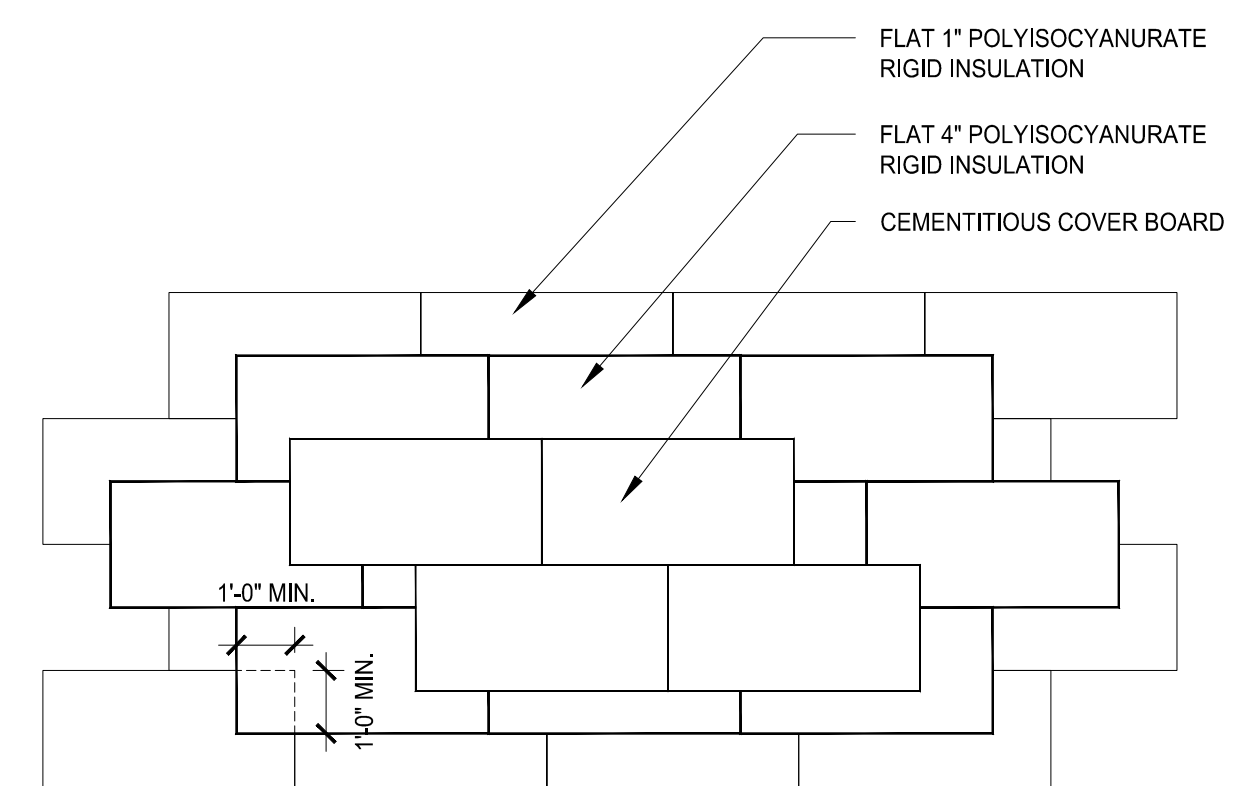 FLAT 1" POLYISOCYANURATE
RIGID INSULATION
FLAT 4" POLYISOCYANURATE
RIGID INSULATION
CEMENTITIOUS COVER BOARD
1'-0" MIN.
1'-0" MIN.